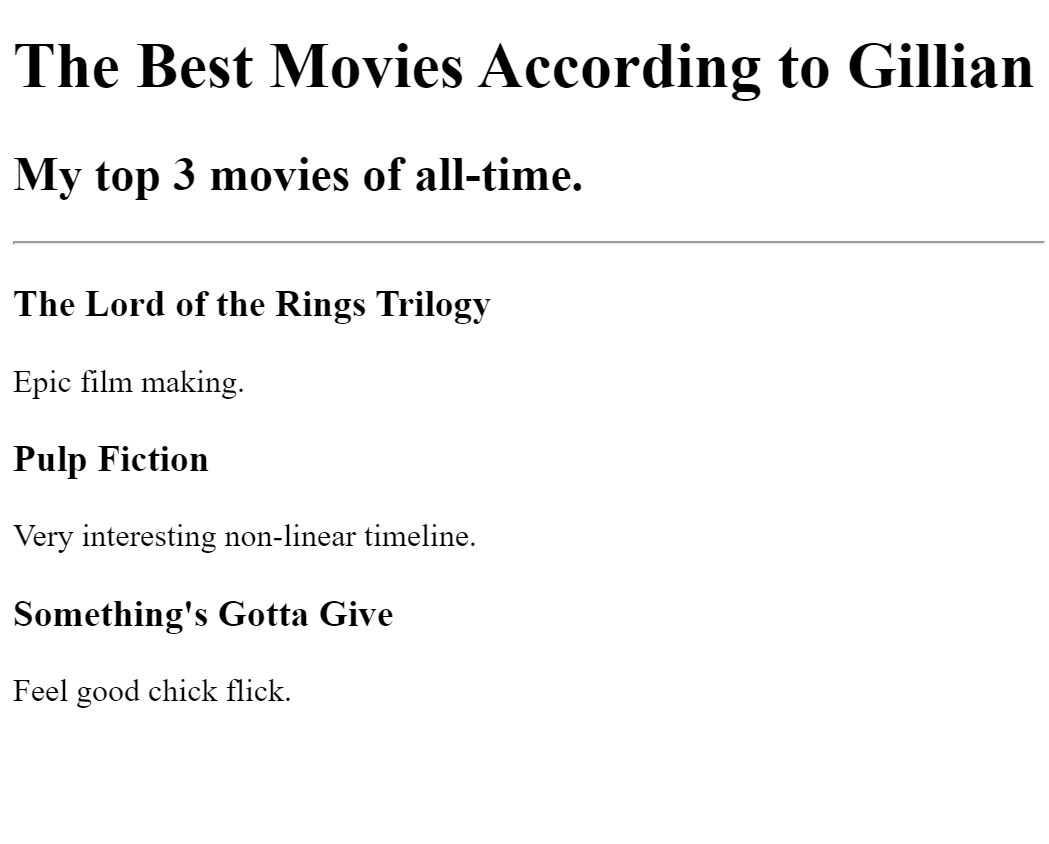 The Best Movies According to Gillian
My top 3 movies of all-time.
The Lord of the Rings Trilogy
Epic film making.
Pulp Fiction
Very interesting non-linear timeline.
Something's Gotta Give
Feel good chick flick.